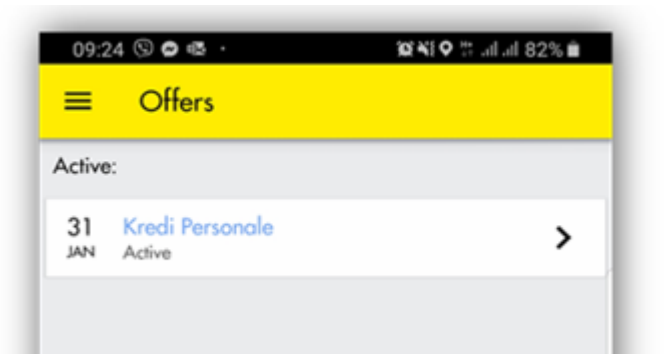 09:24 82%
Offers
Active:
31 Kredi Personale
JAN Active